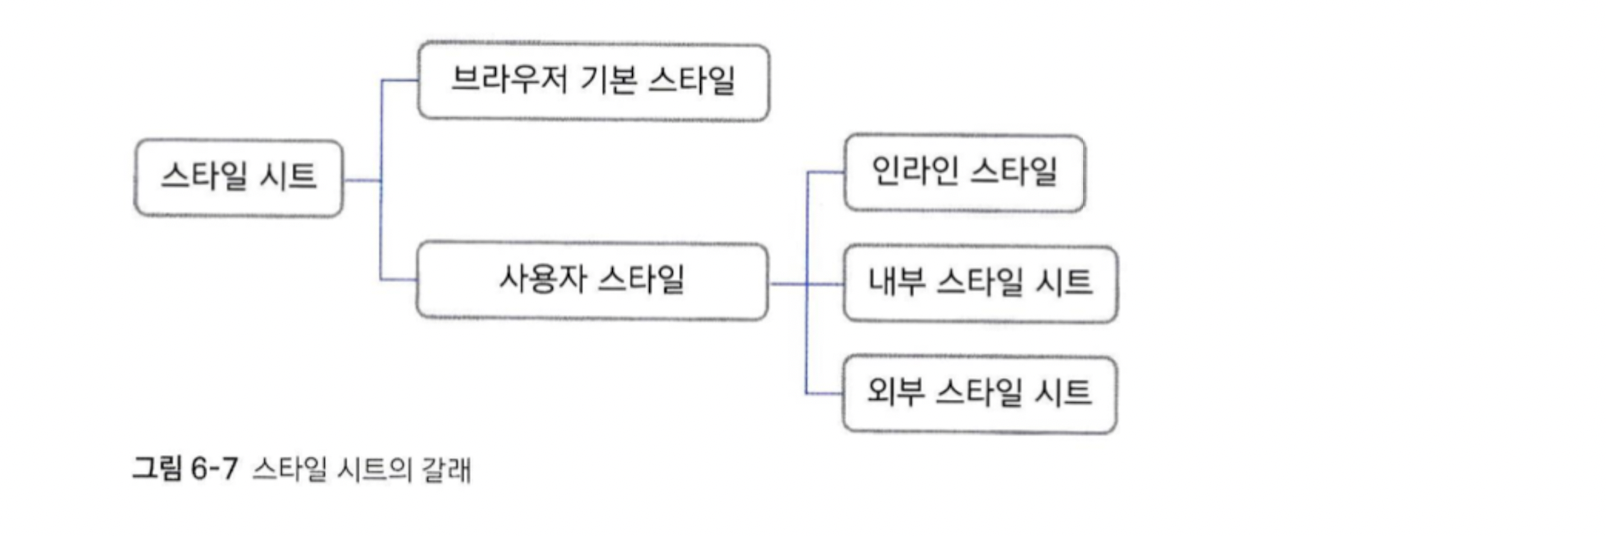 브라우저 기본 스타일
스타일 시트
인라인 스타일
사용자 스타일
내부 스타일 시트
외부 스타일 시트
그림 6-7 스타일 시트의 갈래